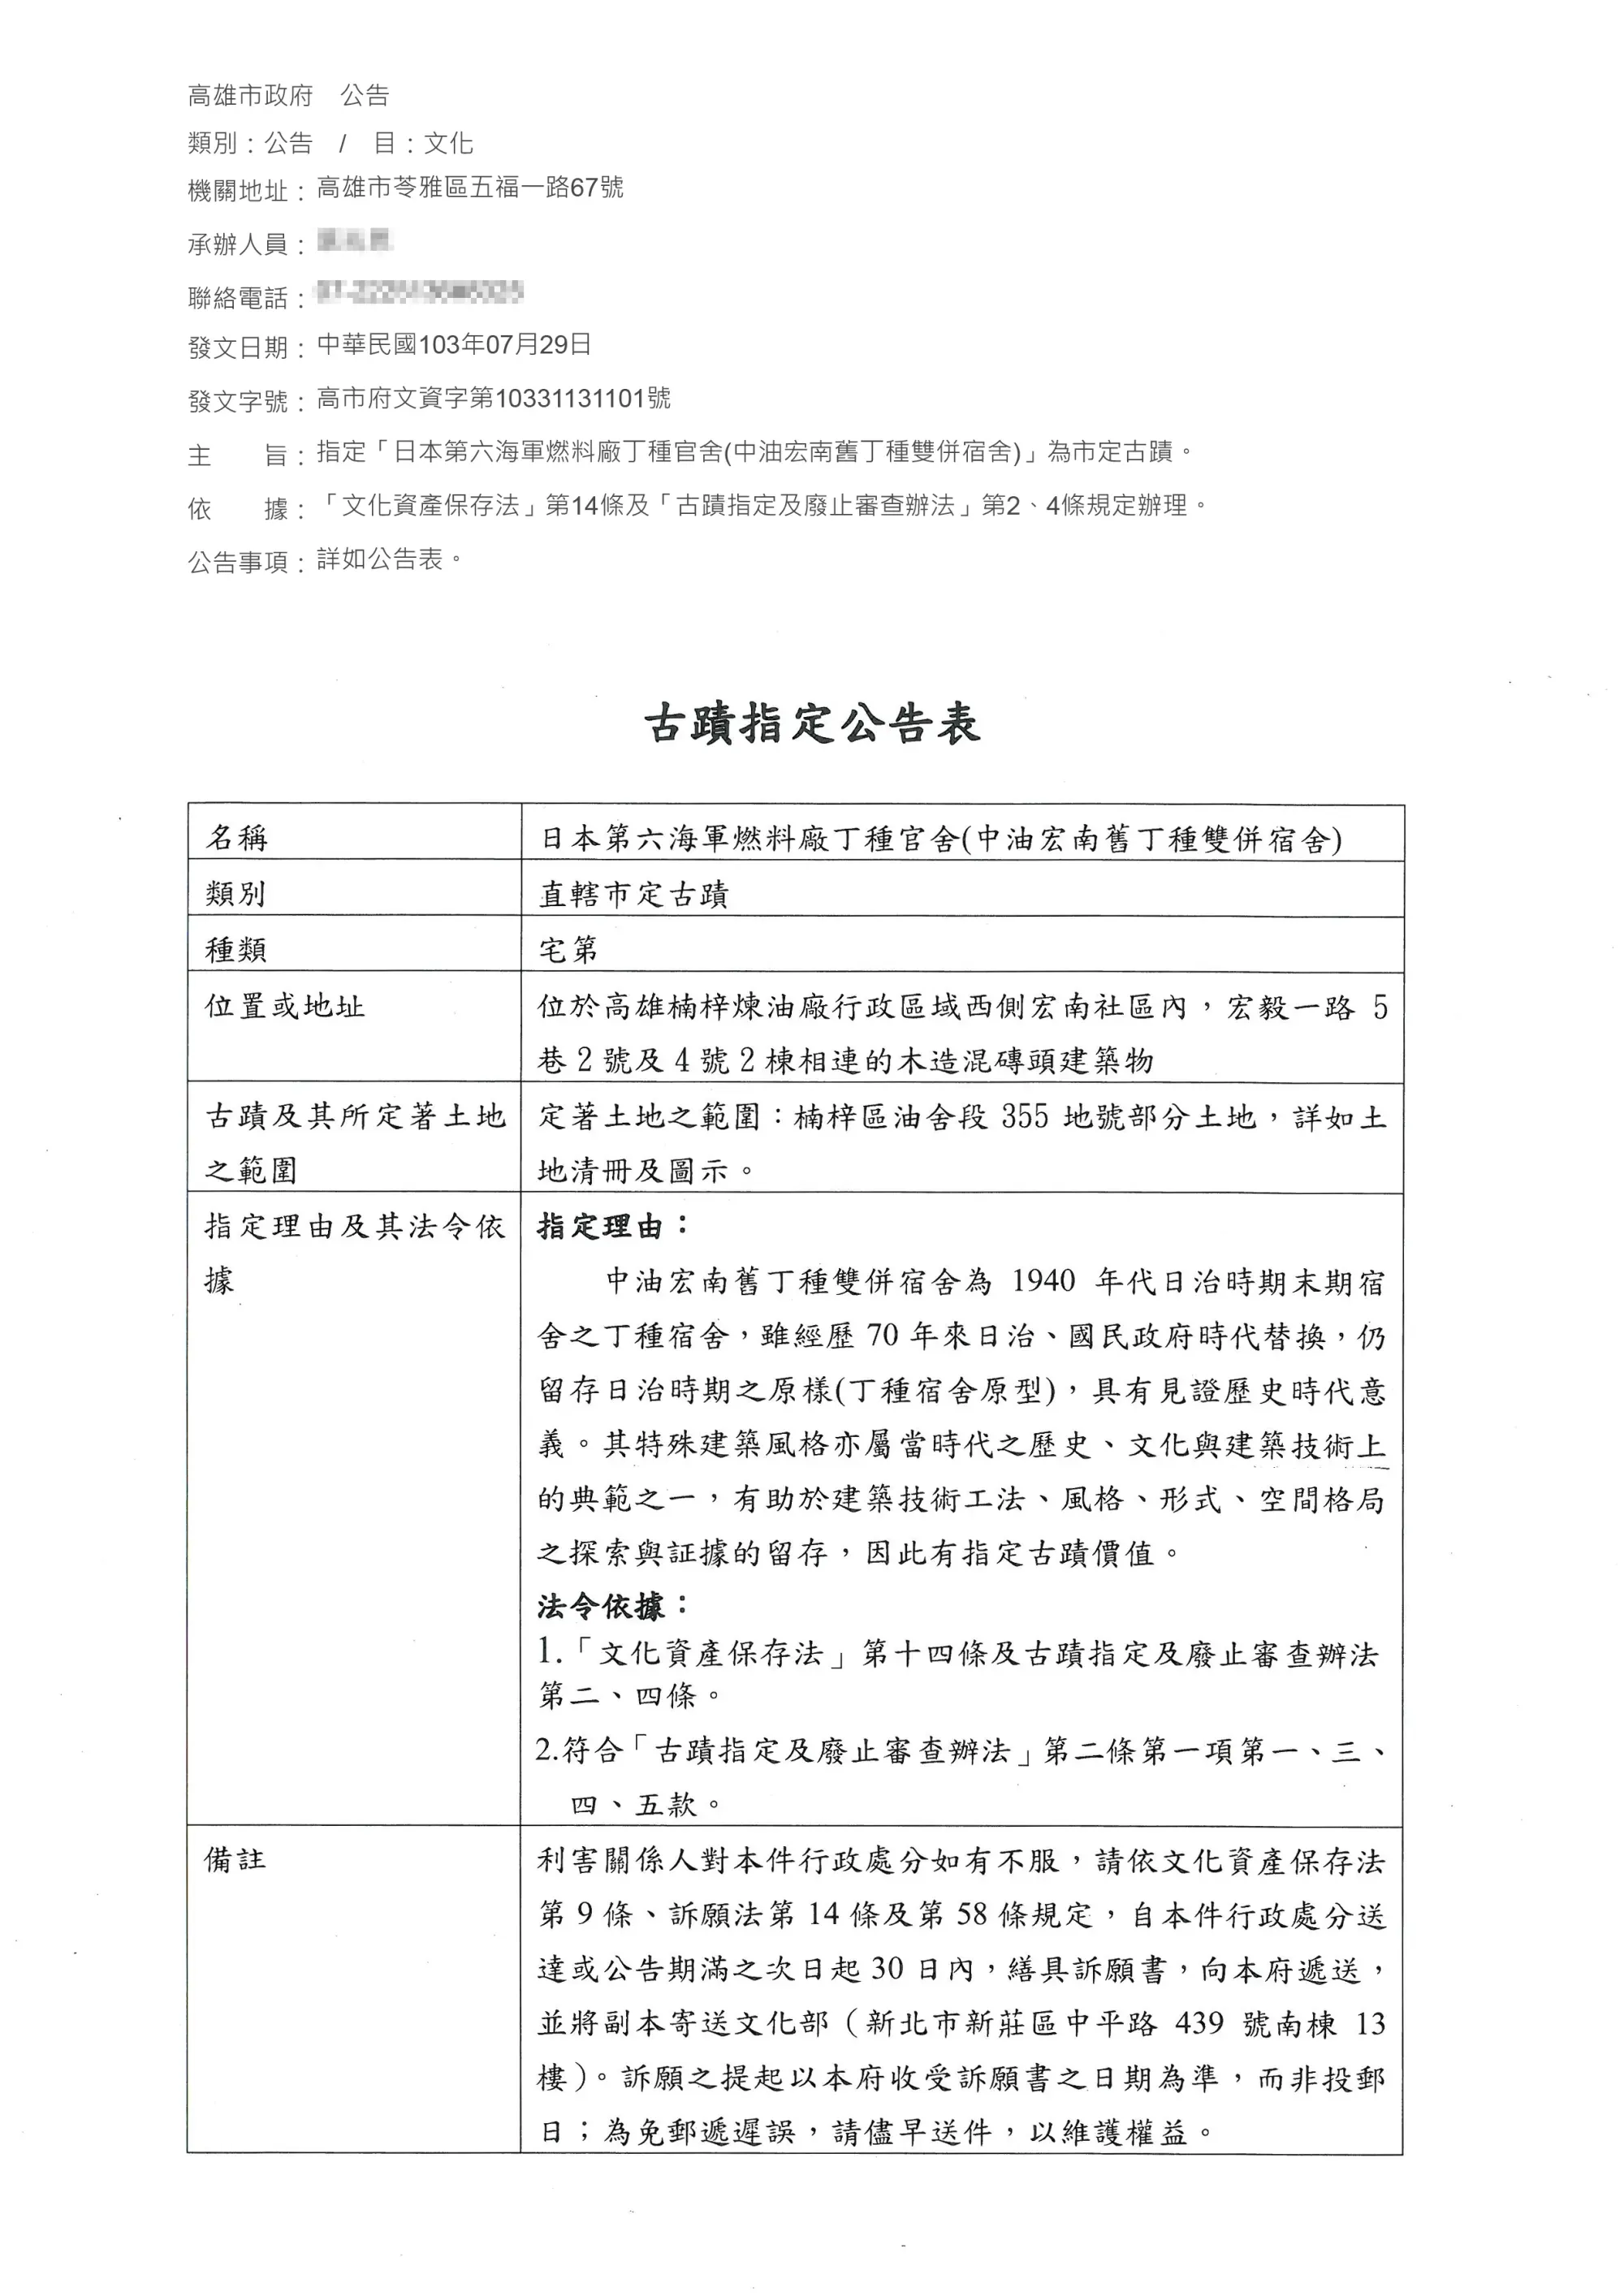 高雄市政府　公告
類別：公告　/　目：文化
機關地址：高雄市苓雅區五福一路67號
承辦人員：
聯絡電話：
發文日期：中華民國103年07月29日
發文字號：高市府文資字第10331131101號
主　　旨：指定「日本第六海軍燃料廠丁種官舍(中油宏南舊丁種雙併宿舍)」為市定古蹟。
依　　據：「文化資產保存法」第14條及「古蹟指定及廢止審查辦法」第2、4條規定辦理。
公告事項：詳如公告表。
古蹟指定公告表
名稱　日本第六海軍燃料廠丁種官舍(中油宏南舊丁種雙併宿舍)
類別　直轄市定古蹟
種類　宅第
位置或地址　位於高雄楠梓煉油廠行政區域西側宏南社區內，宏毅一路 5
巷 2 號及 4 號 2 棟相連的木造混磚頭建築物
古蹟及其所定著土地　定著土地之範圍：楠梓區油舍段 355 地號部分土地，詳如土
之範圍　地清冊及圖示。
指定理由及其法令依　指定理由：
據　中油宏南舊丁種雙併宿舍為 1940 年代日治時期末期宿
舍之丁種宿舍，雖經歷 70 年來日治、國民政府時代替換，仍
留存日治時期之原樣(丁種宿舍原型)，具有見證歷史時代意
義。其特殊建築風格亦屬當時代之歷史、文化與建築技術上
的典範之一，有助於建築技術工法、風格、形式、空間格局
之探索與証據的留存，因此有指定古蹟價值。
法令依據：
1.「文化資產保存法」第十四條及古蹟指定及廢止審查辦法
第二、四條。
2.符合「古蹟指定及廢止審查辦法」第二條第一項第一、三、
四、五款。
備註　利害關係人對本件行政處分如有不服，請依文化資產保存法
第 9 條、訴願法第 14 條及第 58 條規定，自本件行政處分送
達或公告期滿之次日起 30 日內，繕具訴願書，向本府遞送，
並將副本寄送文化部（新北市新莊區中平路 439 號南棟 13
樓）。訴願之提起以本府收受訴願書之日期為準，而非投郵
日；為免郵遞遲誤，請儘早送件，以維護權益。